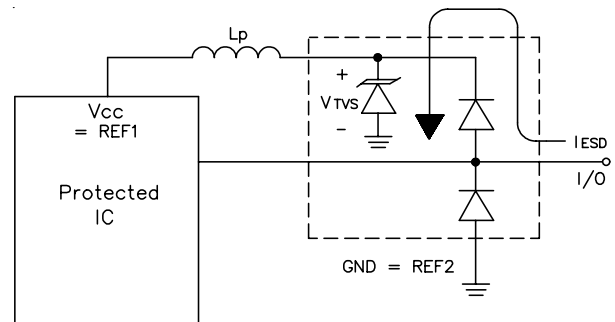 Lp
Vcc
= REF1
+
VTVS
-
IESD
I/O
Protected
IC
GND = REF2